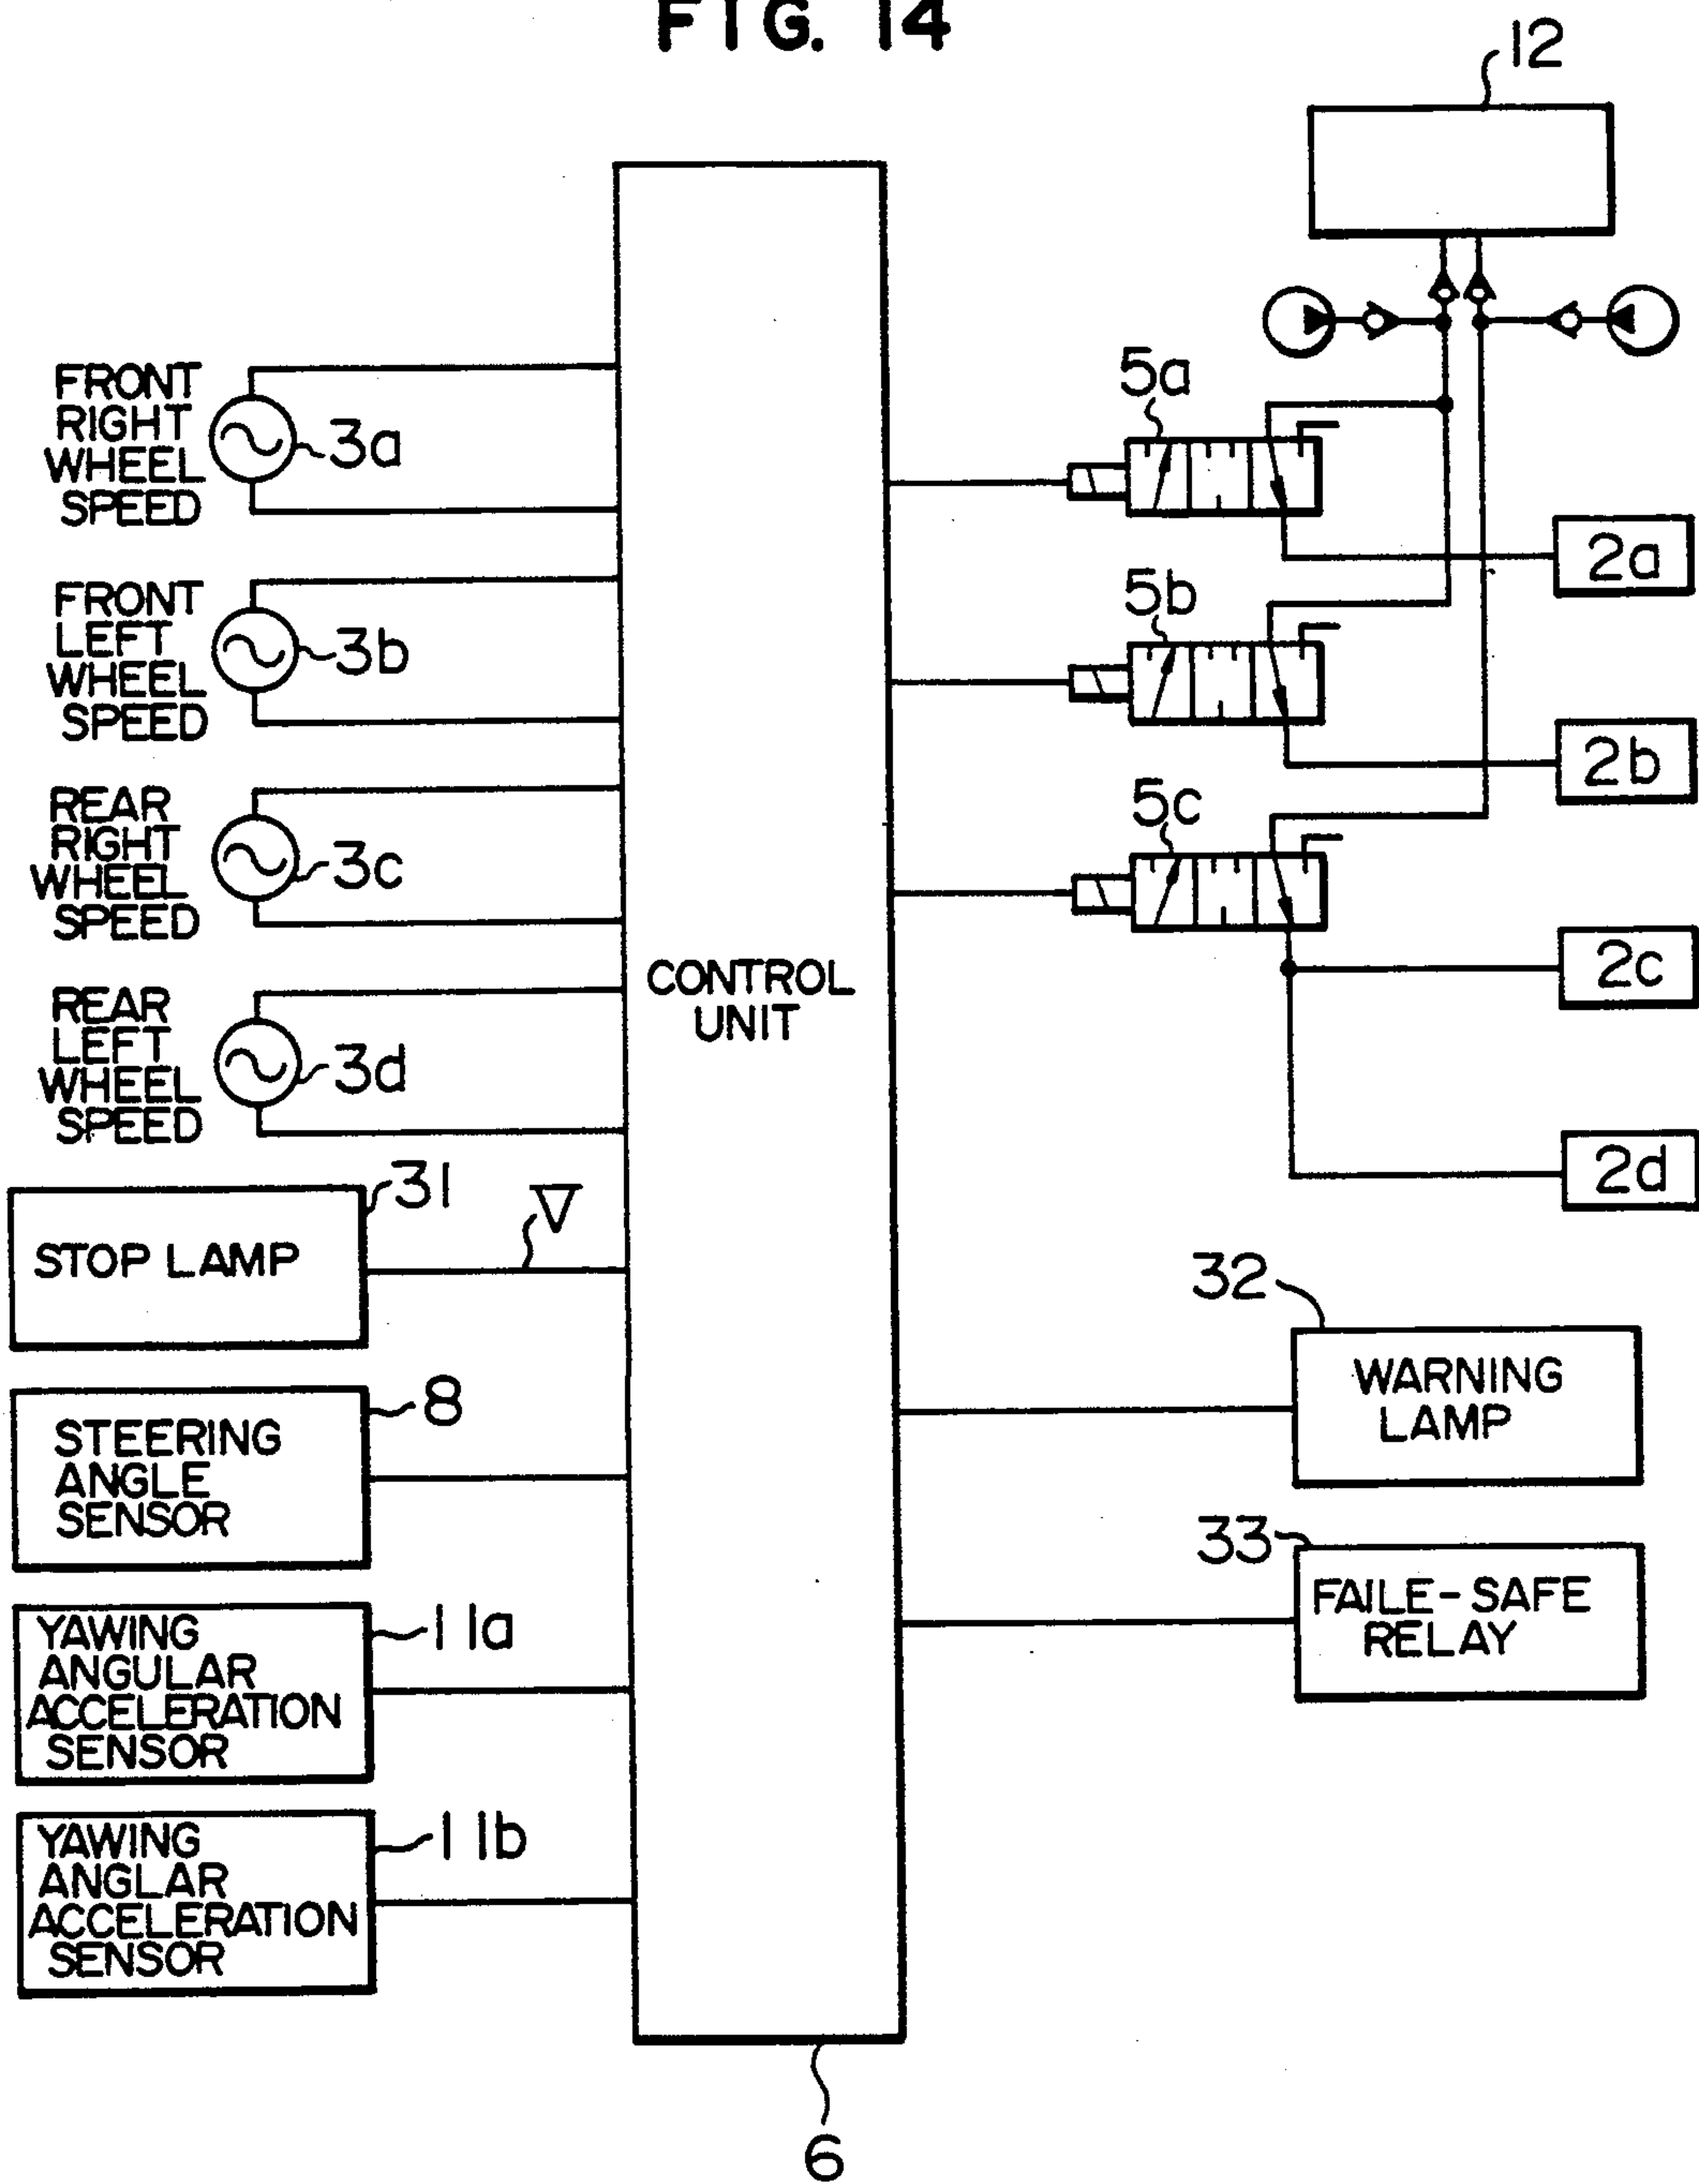 FIG. 14
12
FRONT
RIGHT
WHEEL
SPEED
3a
5a
2a
FRONT
LEFT
WHEEL
SPEED
3b
5b
2b
REAR
RIGHT
WHEEL
SPEED
3c
5c
2c
CONTROL
UNIT
REAR
LEFT
WHEEL
SPEED
3d
2d
STOP LAMP
31
V
32
WARNING
LAMP
STEERING
ANGLE
SENSOR
8
33
FAILE-SAFE
RELAY
YAWING
ANGULAR
ACCELERATION
SENSOR
11a
YAWING
ANGLAR
ACCELERATION
SENSOR
11b
6